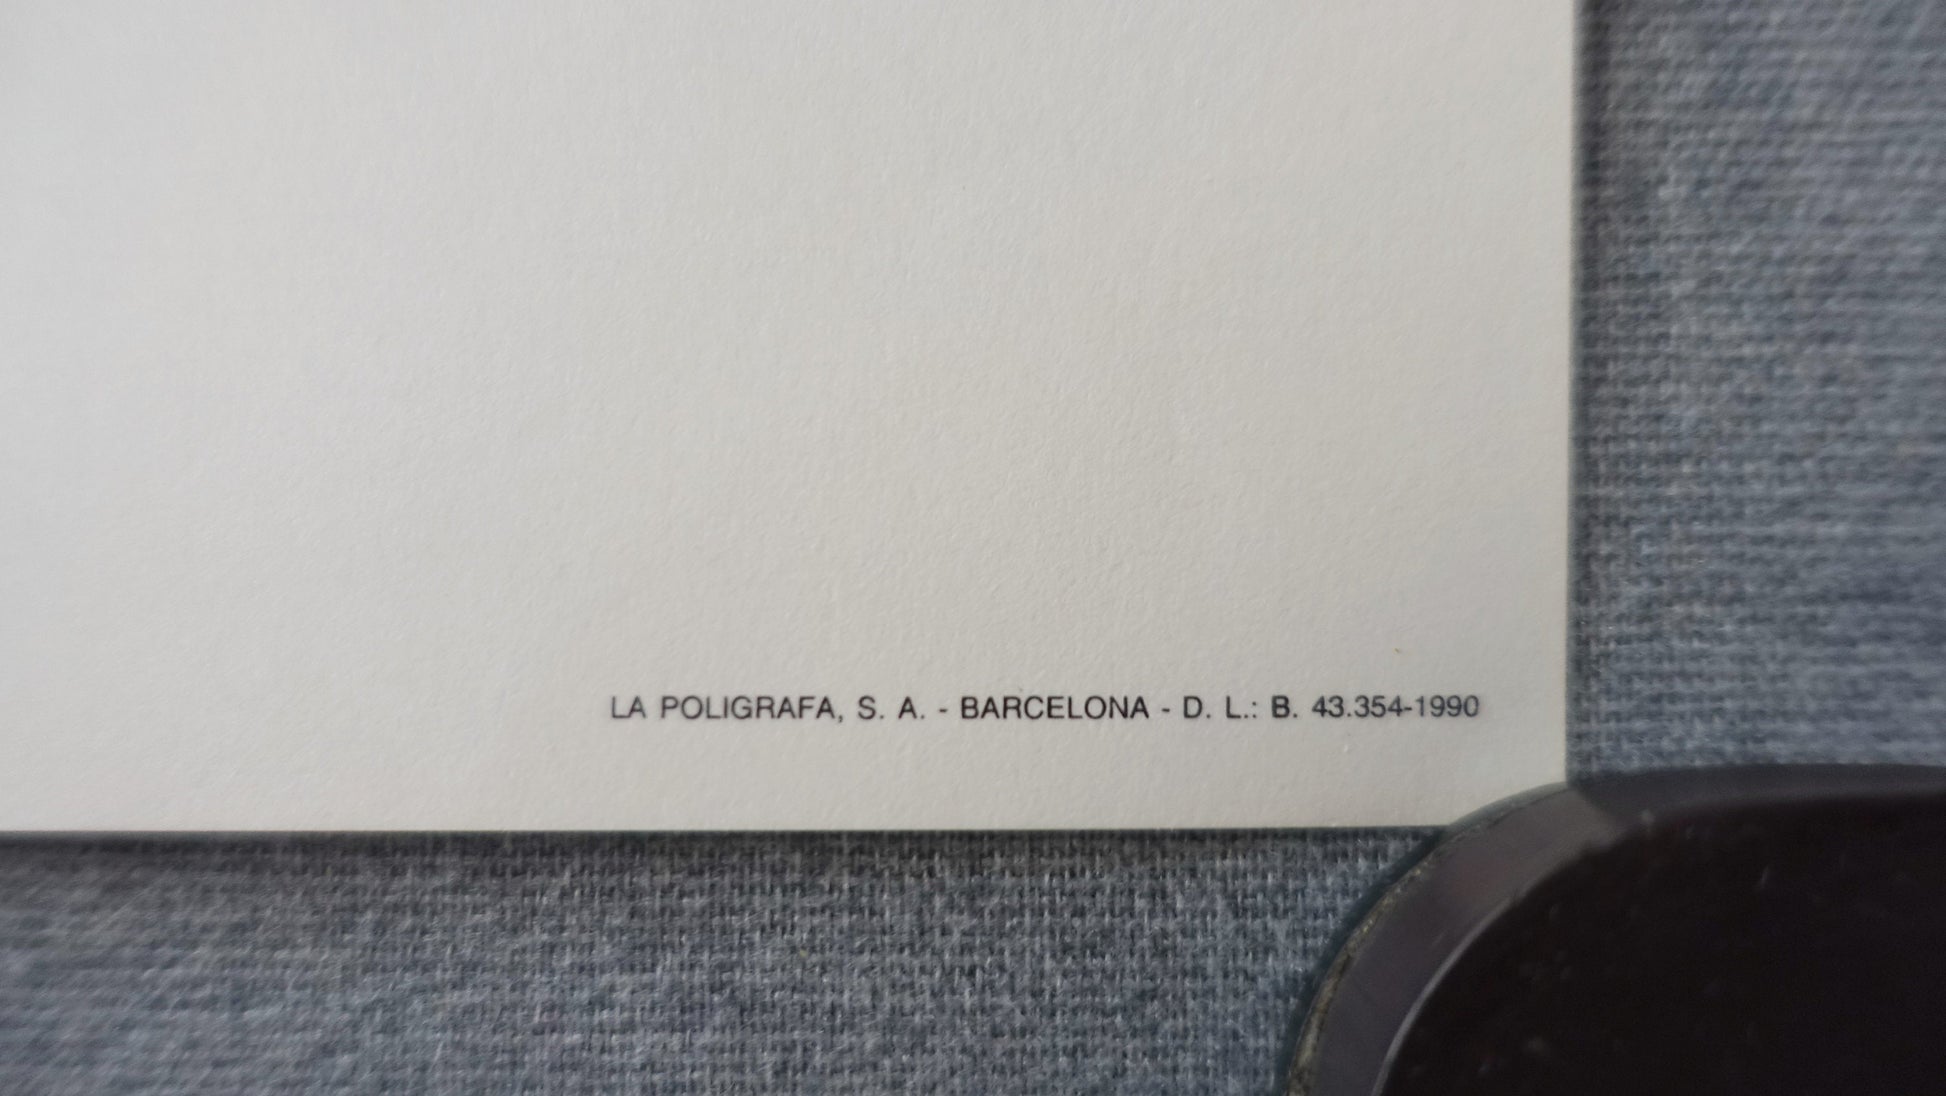 LA POLIGRAFA, S. A. - BARCELONA - D. L.: B. 43.354-1990